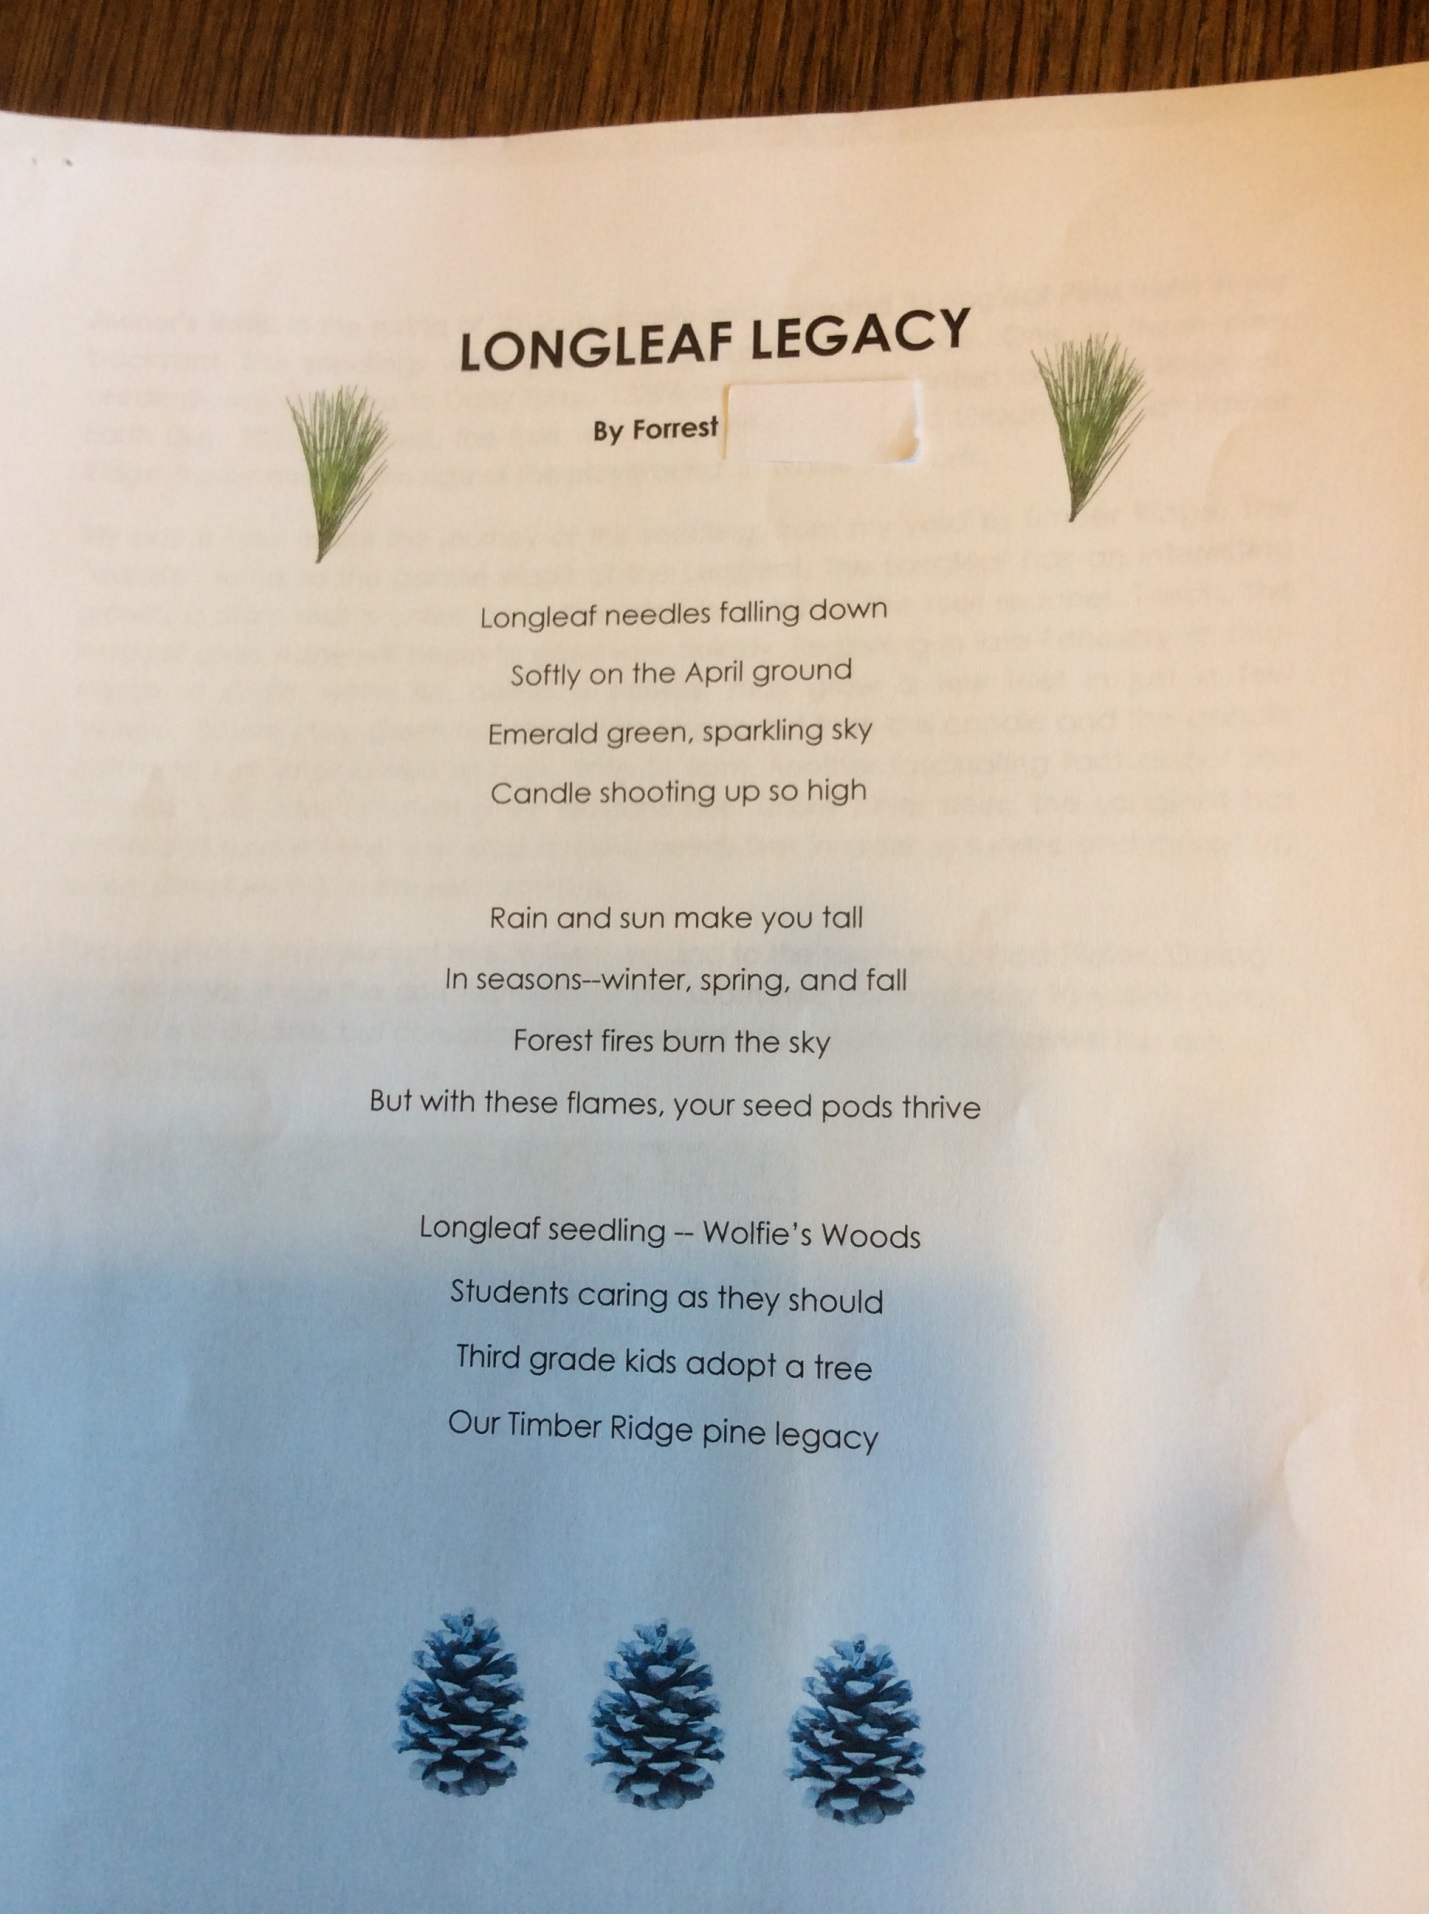 LONGLEAF LEGACY
By Forrest
Longleaf needles falling down
Softly on the April ground
Emerald green, sparkling sky
Candle shooting up so high
Rain and sun make you tall
In seasons--winter, spring, and fall
Forest fires burn the sky
But with these flames, your seed pods thrive
Longleaf seedling -- Wolfie's Woods
Students caring as they should
Third grade kids adopt a tree
Our Timber Ridge pine legacy